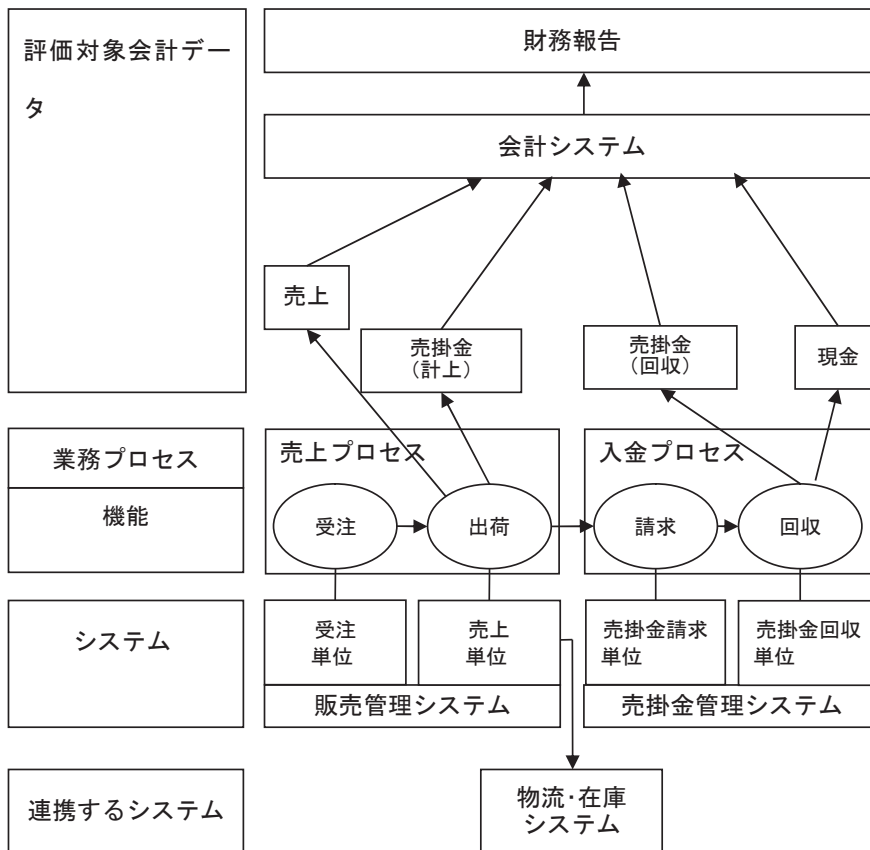 評価対象会計デー
タ
財務報告
会計システム
売上
売掛金
（計上）
売掛金
（回収）
現金
業務プロセス
機能
売上プロセス
入金プロセス
受注
出荷
請求
回収
システム
受注
単位
売上
単位
売掛金請求
単位
売掛金回収
単位
販売管理システム
売掛金管理システム
連携するシステム
物流・在庫
システム